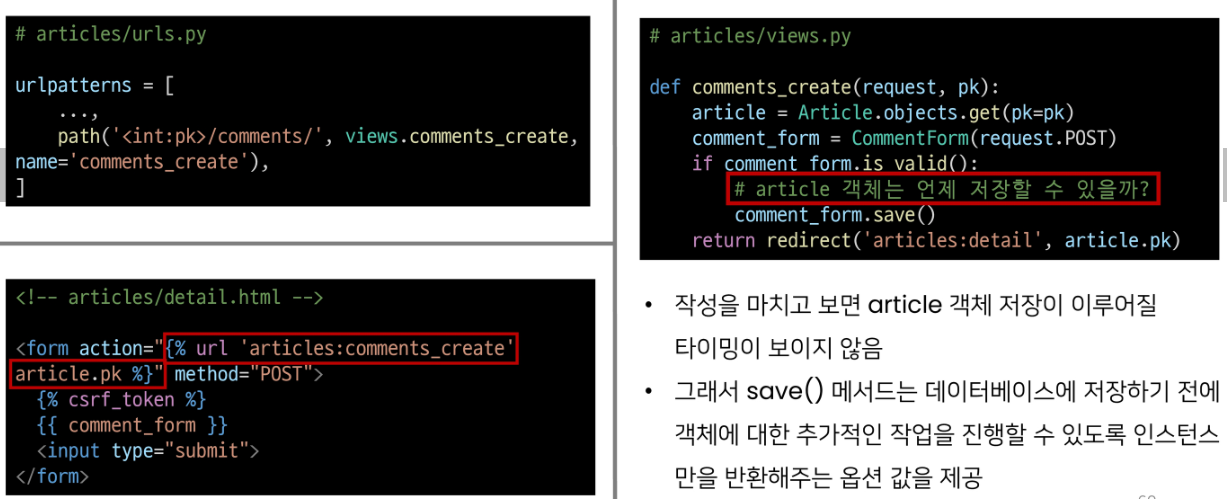 # articles/urls.py
urlpatterns = [
...,
path('<int:pk>/comments/', views.comments_create,
name='comments_create'),
]
<!-- articles/detail.html -->
<form action="{% url 'articles:comments_create'
article.pk %}" method="POST">
{% csrf_token %}
{{ comment_form }}
<input type="submit">
</form>
# articles/views.py
def comments_create(request, pk):
article = Article.objects.get(pk=pk)
comment_form = CommentForm(request.POST)
if comment_form.is_valid():
# article 객체는 언제 저장할 수 있을까?
comment_form.save()
return redirect('articles:detail', article.pk)
• 작성을 마치고 보면 article 객체 저장이 이루어질
타이밍이 보이지 않음
• 그래서 save() 메서드는 데이터베이스에 저장하기 전에
객체에 대한 추가적인 작업을 진행할 수 있도록 인스턴스
만을 반환해주는 옵션 값을 제공